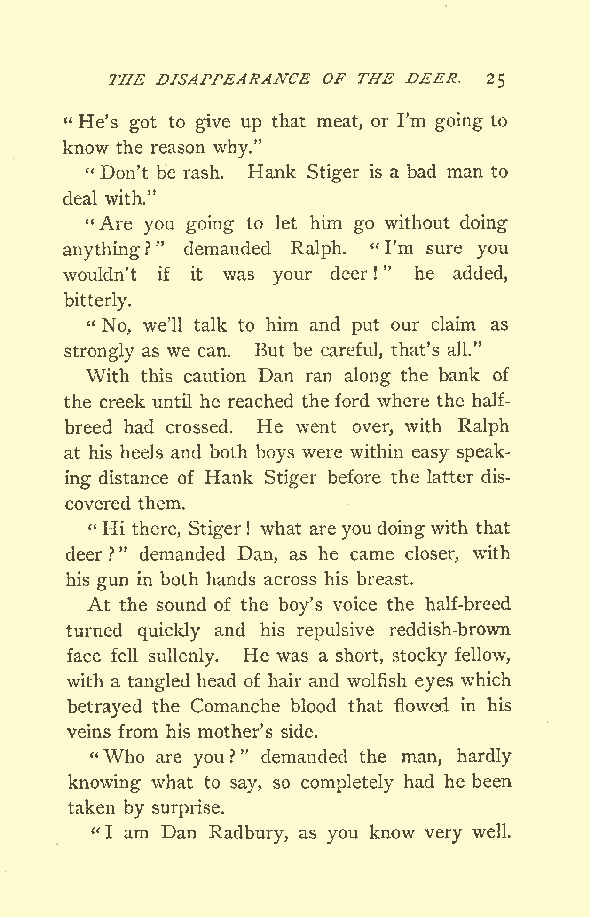 THE DISAPPEARANCE OF THE DEER. 25
“He’s got to give up that meat, or I’m going to
know the reason why.”
“Don’t be rash. Hank Stiger is a bad man to
deal with.”
“Are you going to let him go without doing
anything?” demanded Ralph. “I’m sure you
wouldn’t if it was your deer!” he added,
bitterly.
“No, we’ll talk to him and put our claim as
strongly as we can. But be careful, that’s all.”
With this caution Dan ran along the bank of
the creek until he reached the ford where the half-
breed had crossed. He went over, with Ralph
at his heels and both boys were within easy speak-
ing distance of Hank Stiger before the latter dis-
covered them.
“Hi there, Stiger! what are you doing with that
deer?” demanded Dan, as he came closer, with
his gun in both hands across his breast.
At the sound of the boy’s voice the half-breed
turned quickly and his repulsive reddish-brown
face fell sullenly. He was a short, stocky fellow,
with a tangled head of hair and wolfish eyes which
betrayed the Comanche blood that flowed in his
veins from his mother’s side.
“Who are you?” demanded the man, hardly
knowing what to say, so completely had he been
taken by surprise.
“I am Dan Radbury, as you know very well.